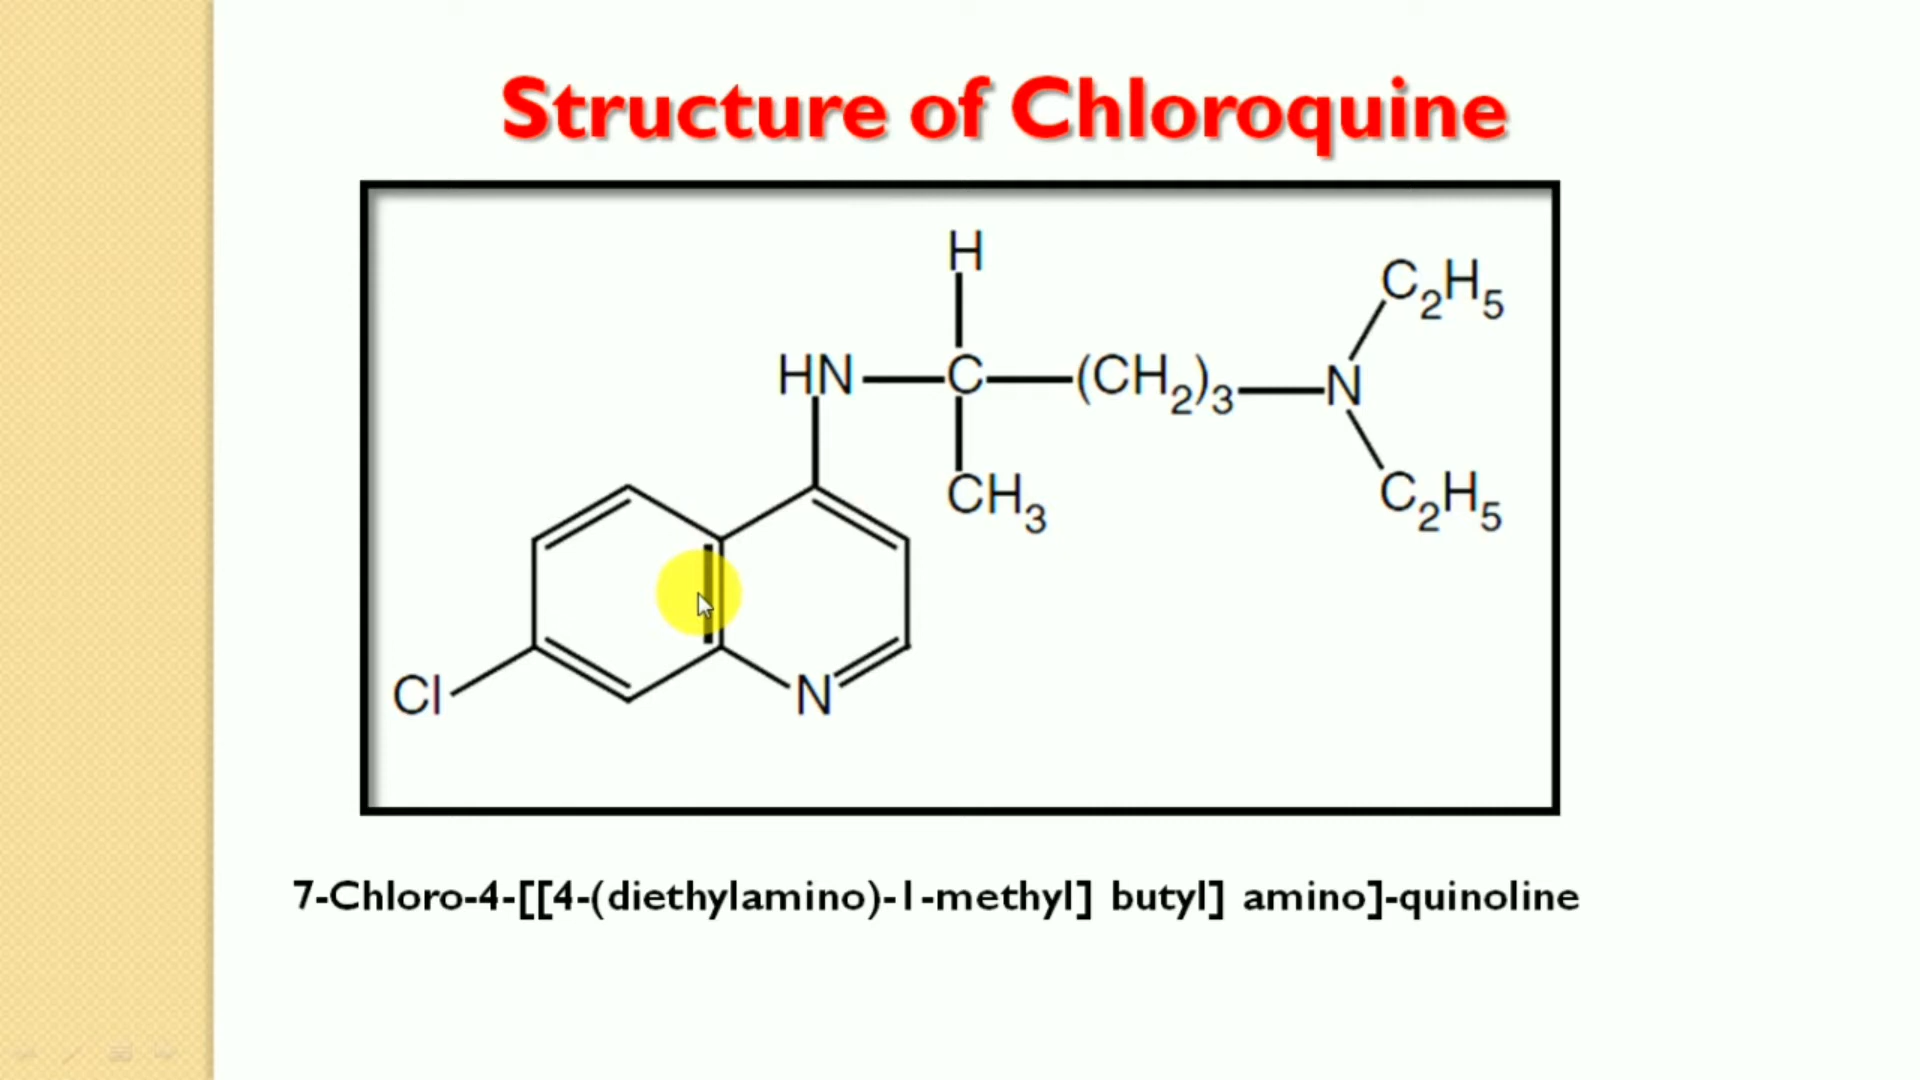 Structure of Chloroquine
H
C₂H₅
HN
C
(CH₂)₃
N
CH₃
C₂H₅
Cl
N
7-Chloro-4-[[4-(diethylamino)-1-methyl] butyl] amino]-quinoline